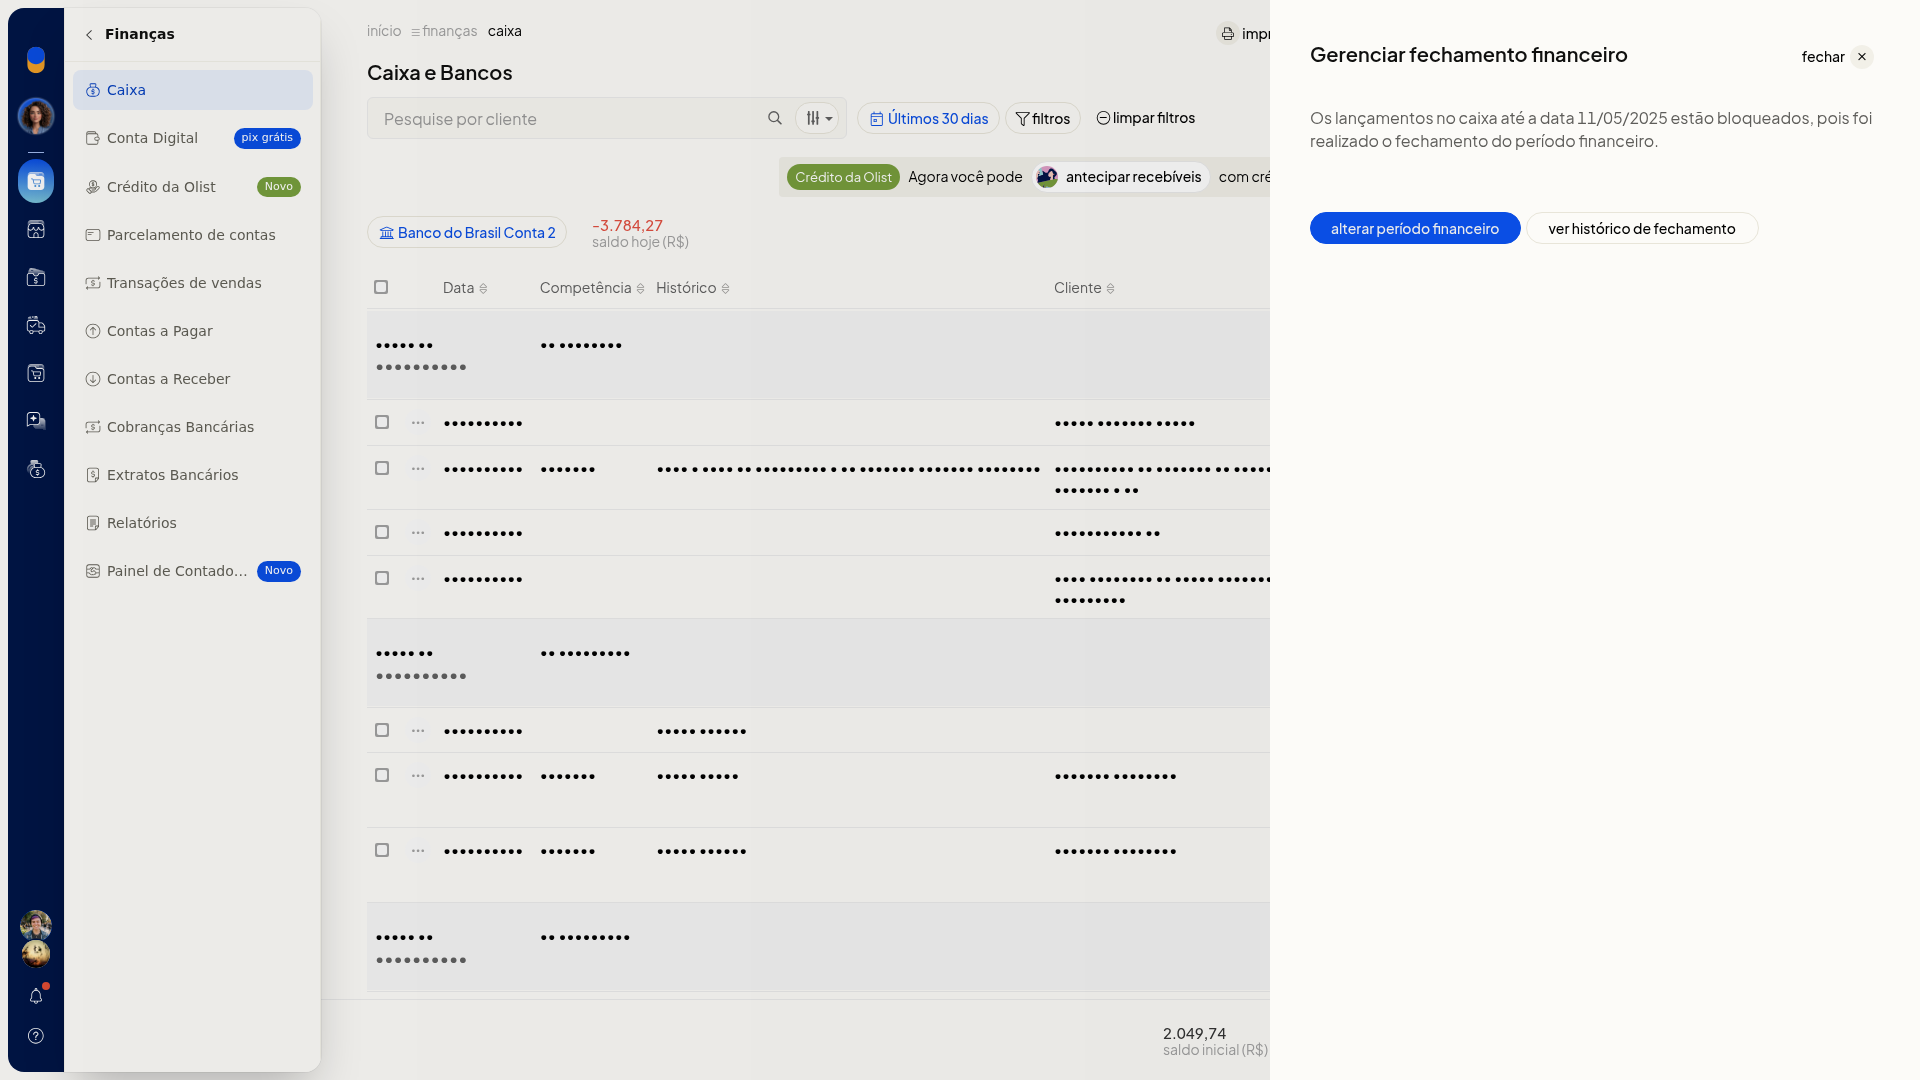 Finanças
Caixa
Conta Digital pix grátis
Crédito da Olist Novo
Parcelamento de contas
Transações de vendas
Contas a Pagar
Contas a Receber
Cobranças Bancárias
Extratos Bancários
Relatórios
Painel de Contado... Novo
início finanças caixa
impr
Caixa e Bancos
Pesquise por cliente
Últimos 30 dias filtros limpar filtros
Crédito da Olist Agora você pode antecipar recebíveis com cré
Banco do Brasil Conta 2
-3.784,27
saldo hoje (R$)
Data Competência Histórico Cliente
2.049,74
saldo inicial (R$)
Gerenciar fechamento financeiro
fechar
Os lançamentos no caixa até a data 11/05/2025 estão bloqueados, pois foi
realizado o fechamento do período financeiro.
alterar período financeiro ver histórico de fechamento